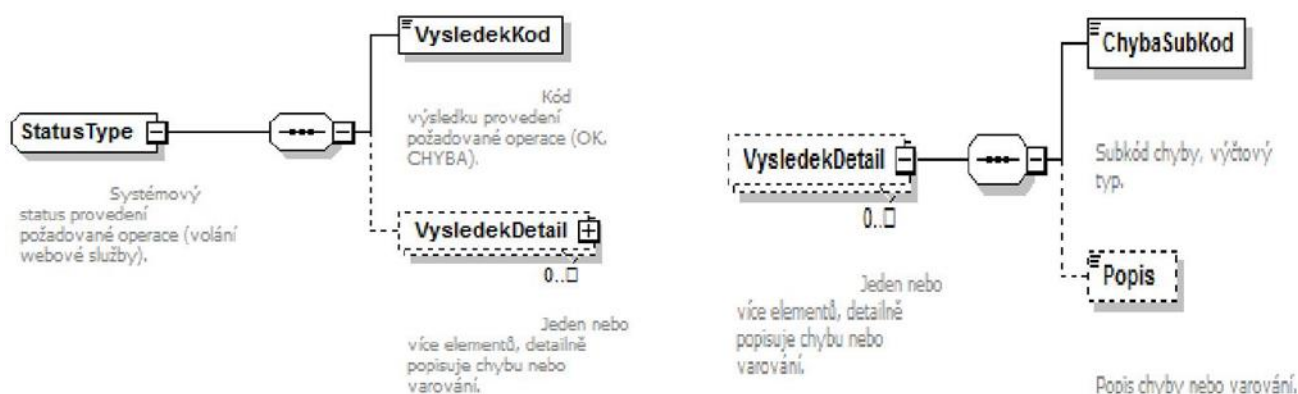 VysledekKod
Kód
výsledku provedení
požadované operace (OK,
CHYBA).
StatusType
Systémový
status provedení
požadované operace (volání
webové služby).
VysledekDetail
0..□
Jeden nebo
více elementů, detailně
popisuje chybu nebo
varování.
ChybaSubKod
Subkód chyby, výčtový
typ.
VysledekDetail
0..□
Jeden nebo
více elementů, detailně
popisuje chybu nebo
varování.
Popis
Popis chyby nebo varování.